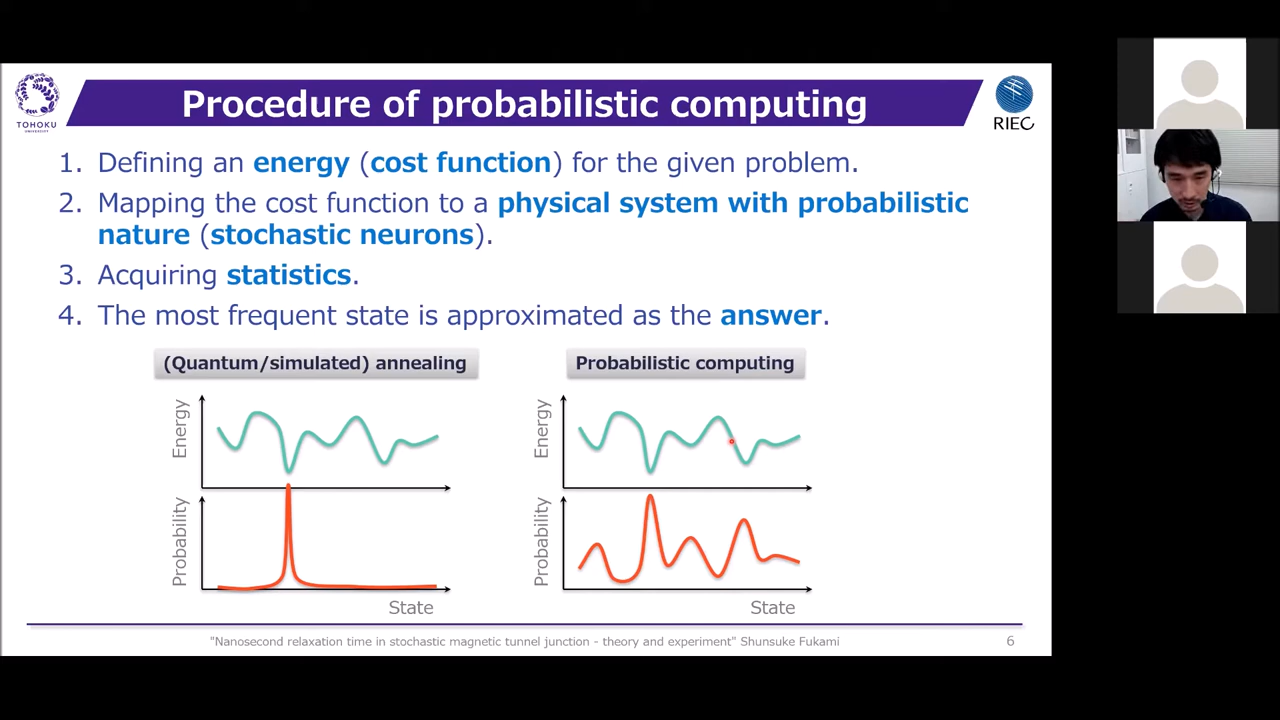 Procedure of probabilistic computing
TOHOKU
UNIVERSITY
RIEC
1. Defining an energy (cost function) for the given problem.
2. Mapping the cost function to a physical system with probabilistic
nature (stochastic neurons).
3. Acquiring statistics.
4. The most frequent state is approximated as the answer.
(Quantum/simulated) annealing
Energy
Probability
State
Probabilistic computing
Energy
Probability
State
"Nanosecond relaxation time in stochastic magnetic tunnel junction - theory and experiment" Shunsuke Fukami
6